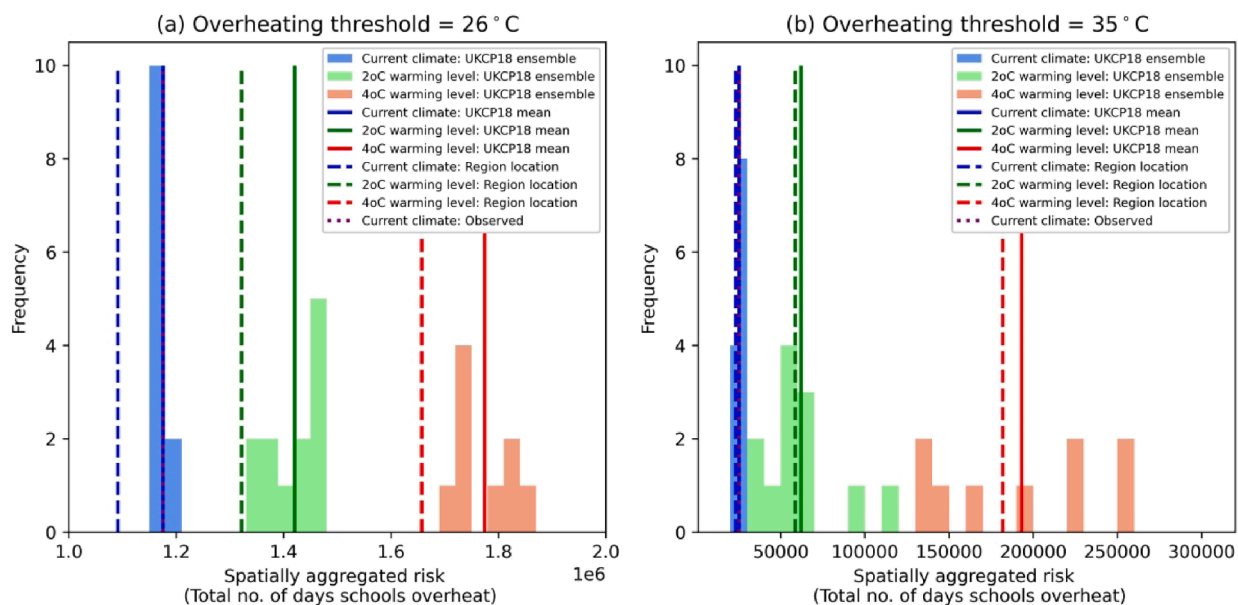 (a) Overheating threshold = 26°C
Current climate: UKCP18 ensemble
2oC warming level: UKCP18 ensemble
4oC warming level: UKCP18 ensemble
Current climate: UKCP18 mean
2oC warming level: UKCP18 mean
4oC warming level: UKCP18 mean
Current climate: Region location
2oC warming level: Region location
4oC warming level: Region location
Current climate: Observed
Frequency
10
8
6
4
2
0
1.0 1.2 1.4 1.6 1.8 2.0
1e6
Spatially aggregated risk
(Total no. of days schools overheat)
(b) Overheating threshold = 35°C
Current climate: UKCP18 ensemble
2oC warming level: UKCP18 ensemble
4oC warming level: UKCP18 ensemble
Current climate: UKCP18 mean
2oC warming level: UKCP18 mean
4oC warming level: UKCP18 mean
Current climate: Region location
2oC warming level: Region location
4oC warming level: Region location
Current climate: Observed
Frequency
10
8
6
4
2
0
50000 100000 150000 200000 250000 300000
Spatially aggregated risk
(Total no. of days schools overheat)